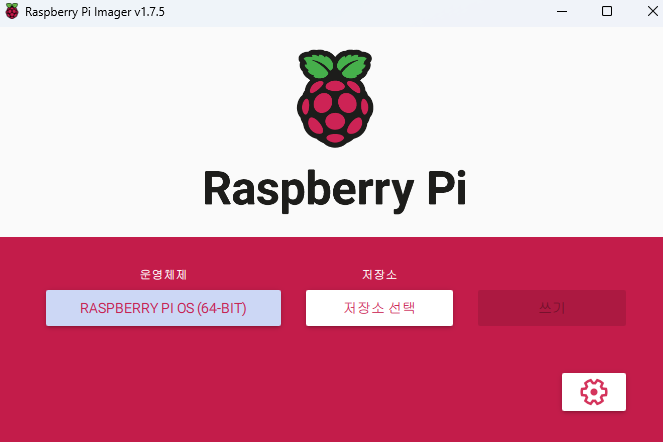 Raspberry Pi Imager v1.7.5
Raspberry Pi
운영체제
저장소
RASPBERRY PI OS (64-BIT)
저장소 선택
쓰기